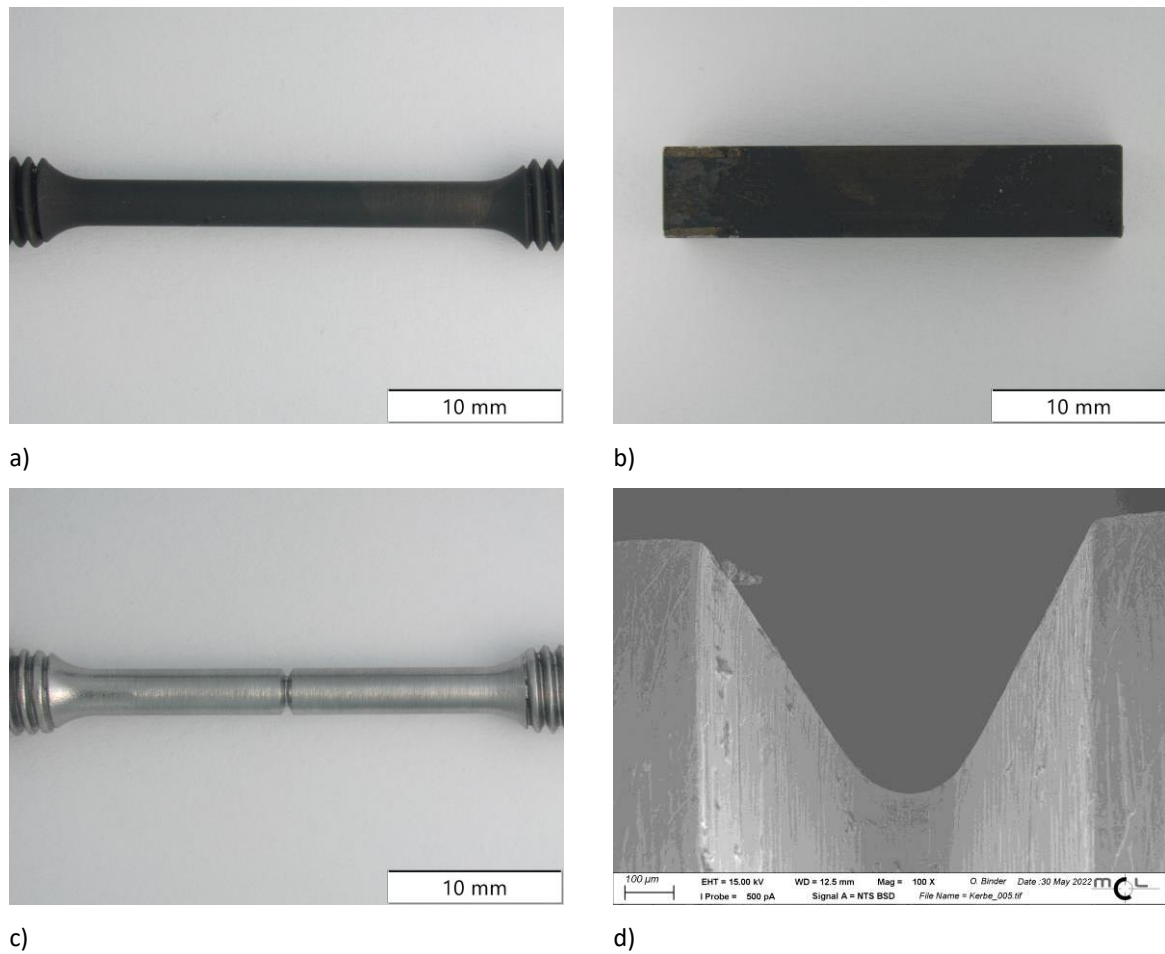 10 mm
10 mm
a)
b)
10 mm
100 µm
EHT = 15.00 kV WD = 12.5 mm Mag = 100 X O. Binder Date :30 May 2022
I Probe = 500 pA Signal A = NTS BSD File Name = Kerbe_005.tif
MCL
c)
d)